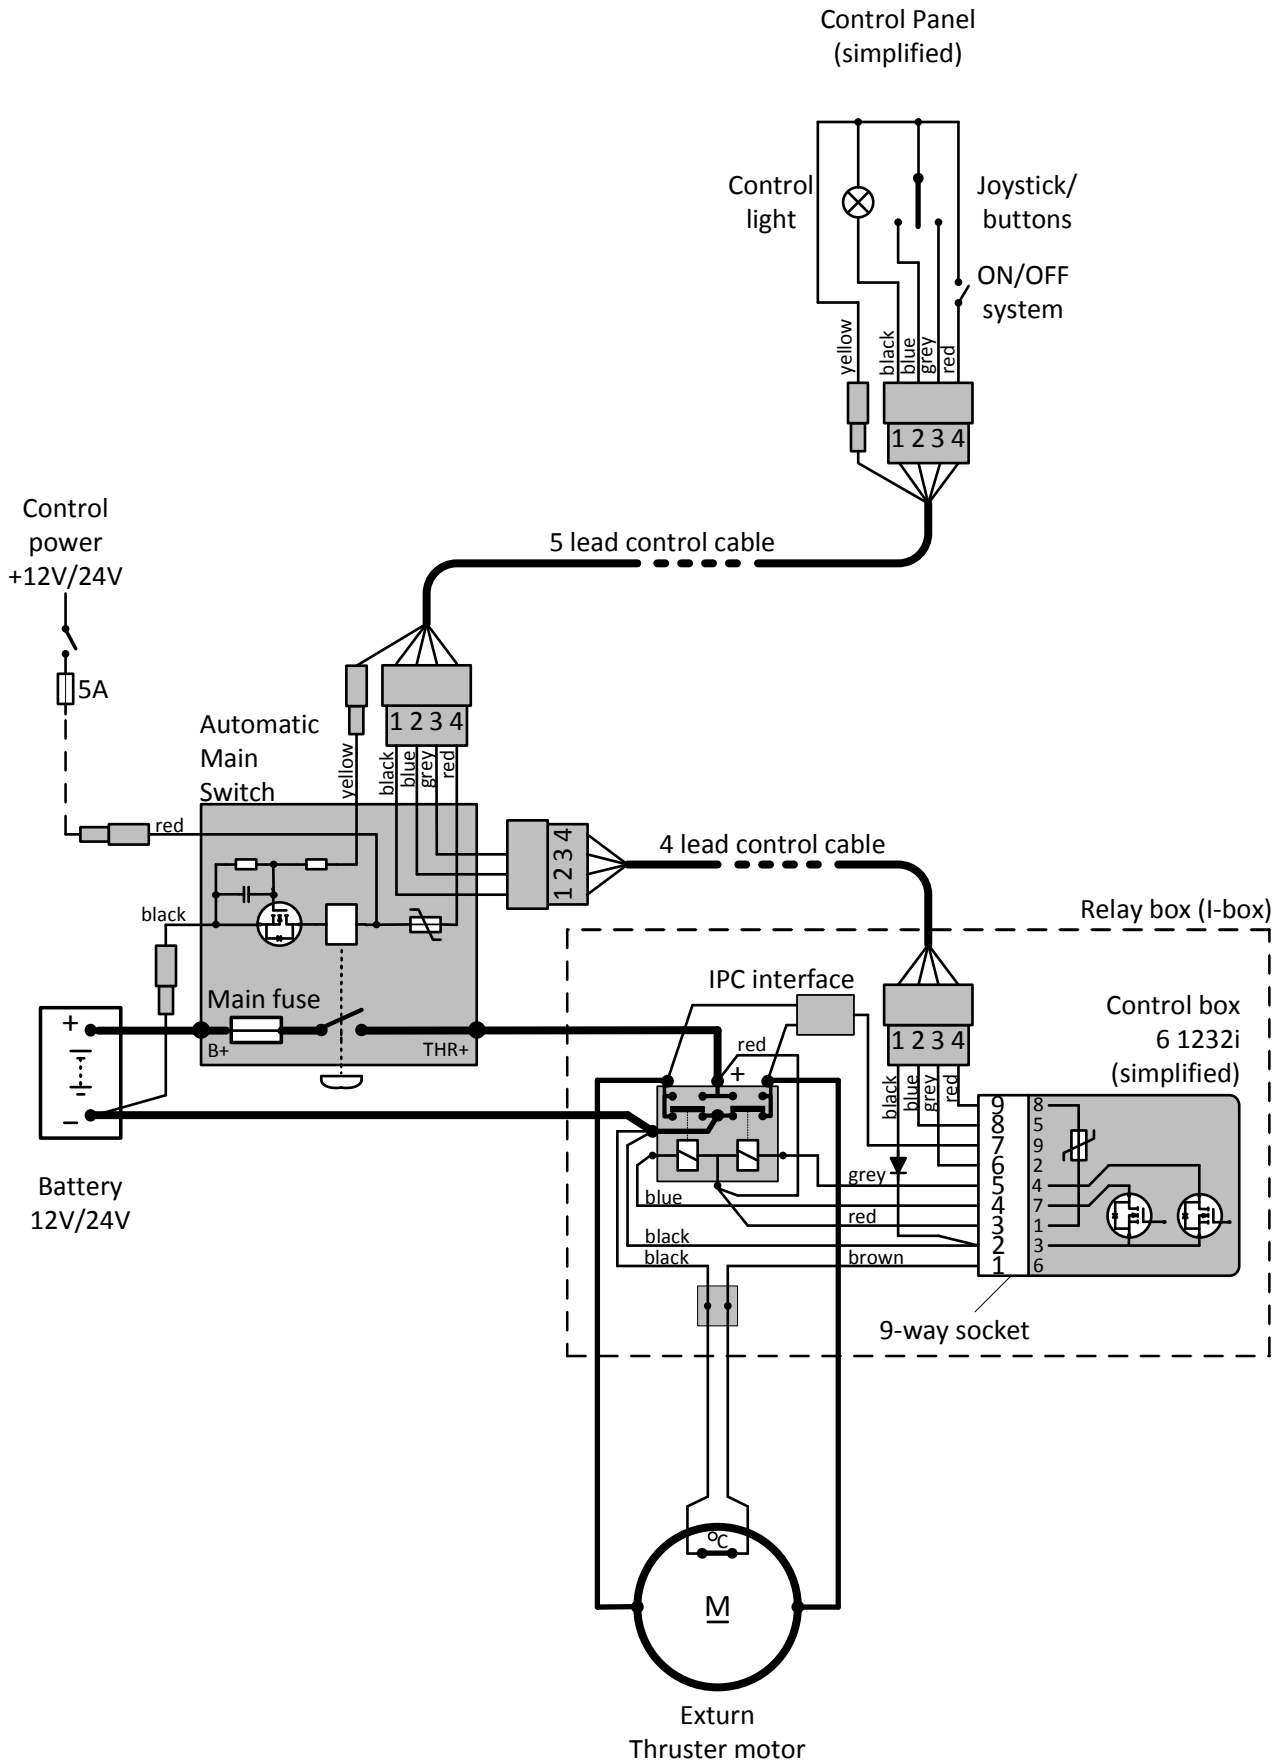 Control Panel
(simplified)
Control
light
Joystick/
buttons
ON/OFF
system
yellow
black
blue
grey
red
1 2 3 4
Control
power
+12V/24V
5 lead control cable
5A
1 2 3 4
Automatic
Main
Switch
yellow
black
blue
grey
red
red
1 2 3 4
4 lead control cable
black
Relay box (I-box)
IPC interface
Main fuse
B+
THR+
+
−
Battery
12V/24V
red
+
1 2 3 4
Control box
6 1232i
(simplified)
black
blue
grey
red
9 8
8 5
7 9
6 2
grey
5 4
blue
4 7
red
3 1
black
2 3
black
brown
1 6
9-way socket
°C
M
Exturn
Thruster motor